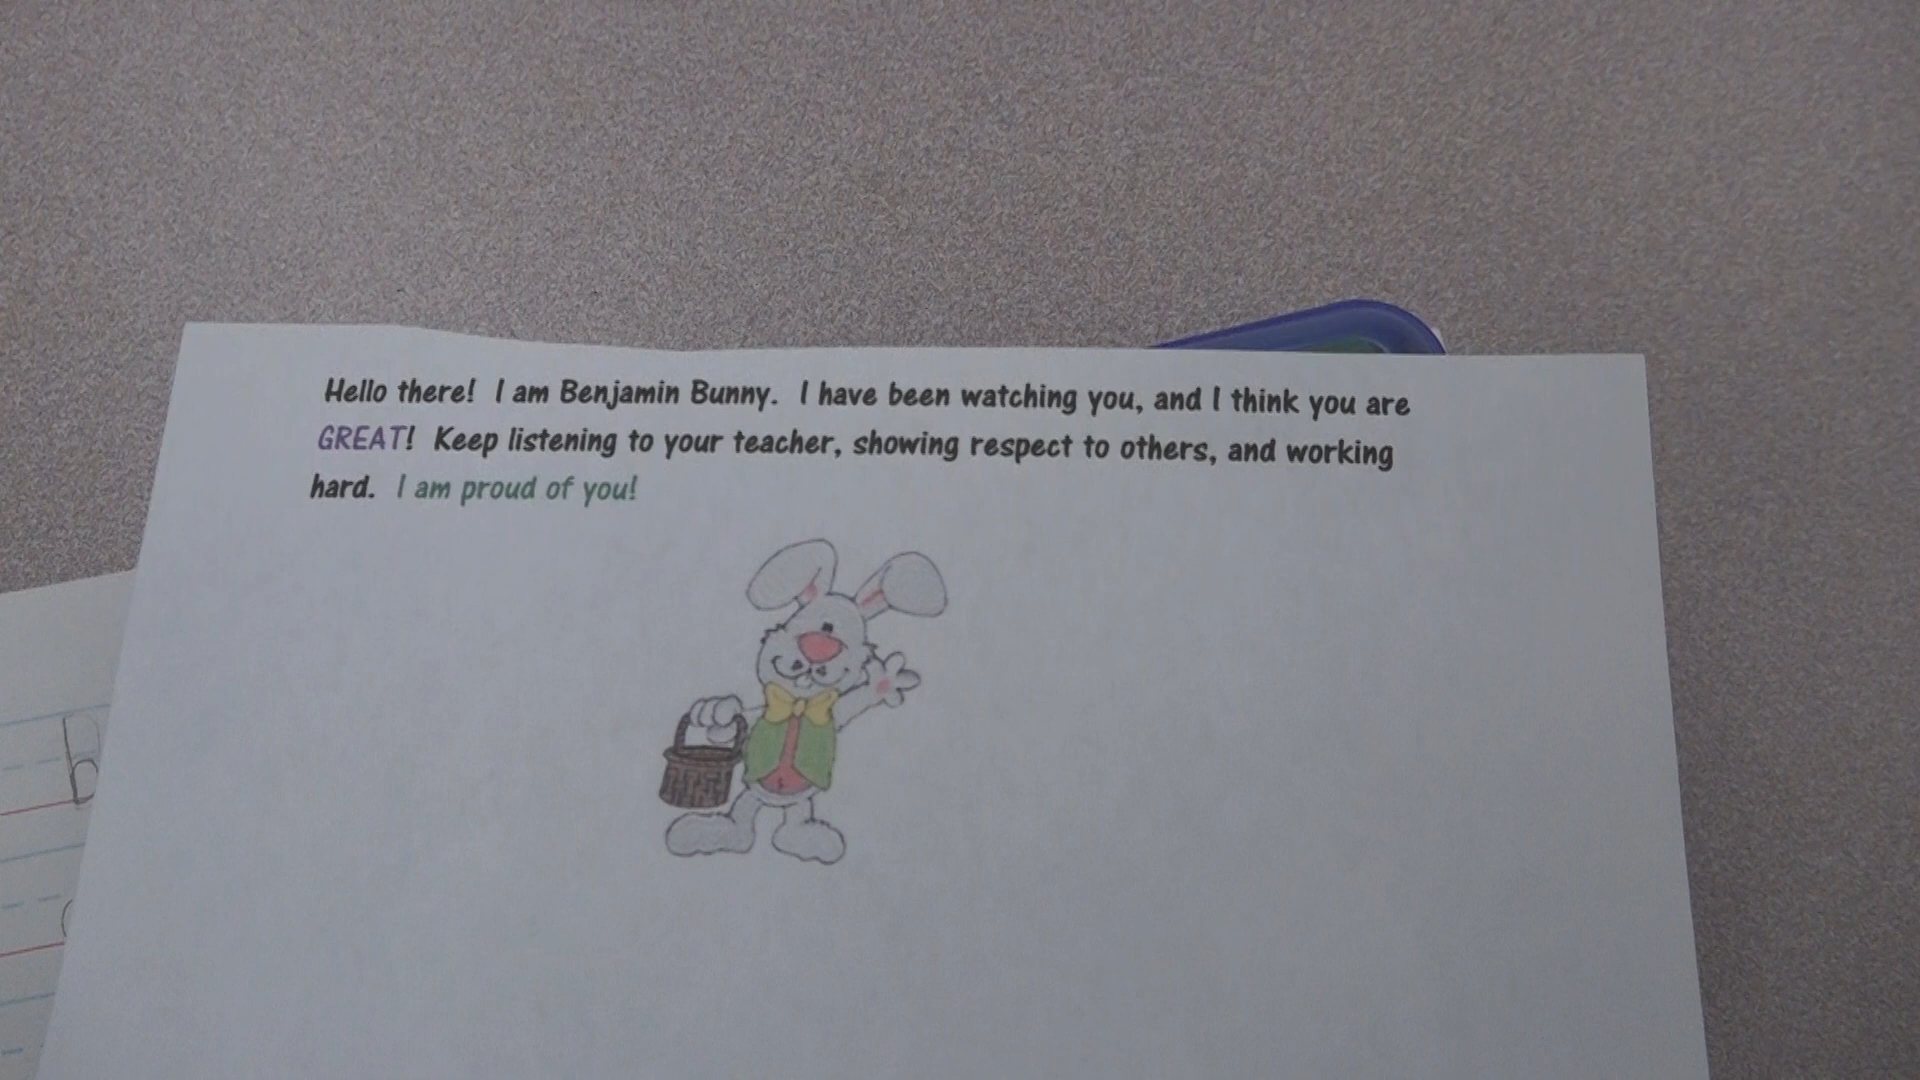 Hello there! I am Benjamin Bunny. I have been watching you, and I think you are
GREAT! Keep listening to your teacher, showing respect to others, and working
hard. I am proud of you!
b